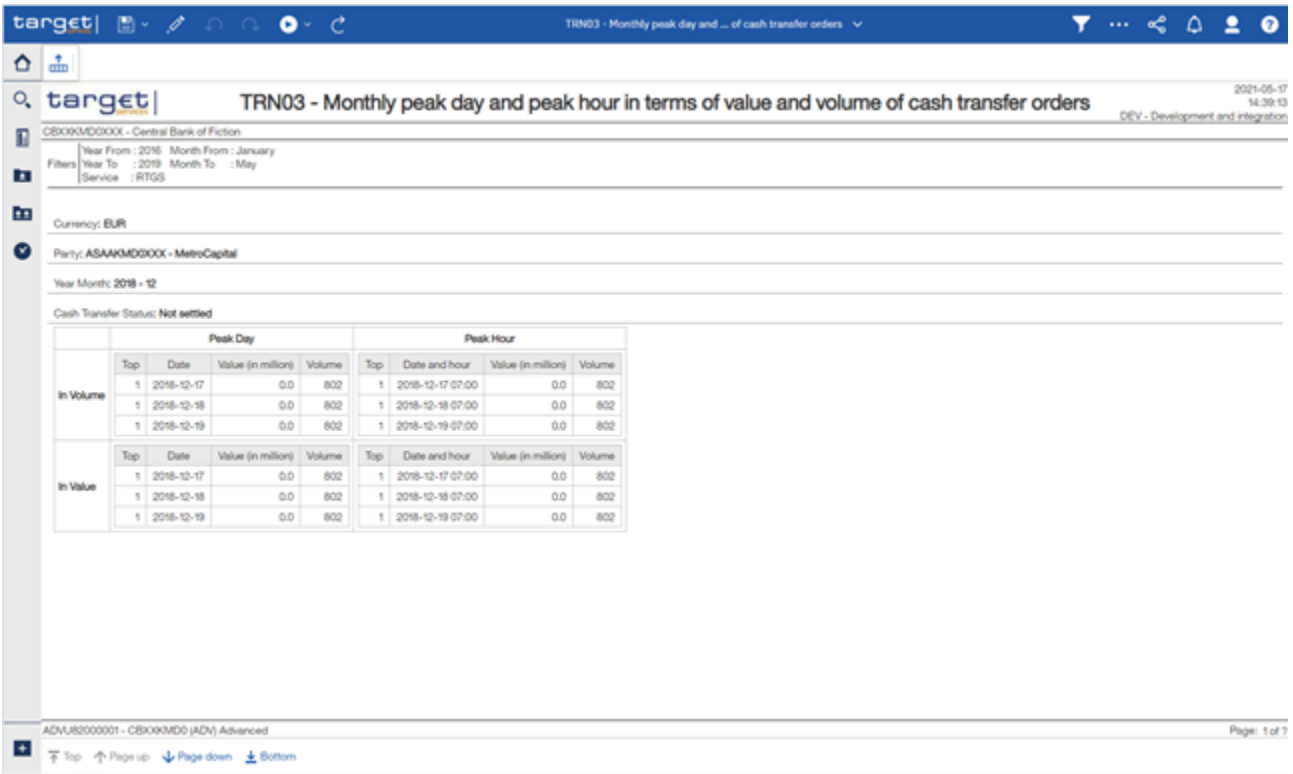 target| TRN03 - Monthly peak day and ... of cash transfer orders
services
target| TRN03 - Monthly peak day and peak hour in terms of value and volume of cash transfer orders 2021-05-17
services 14:39:13
DEV - Development and integration
CBXXKMD0XXX - Central Bank of Fiction
Year From : 2016 Month From : January
Filters Year To : 2019 Month To : May
Service : RTGS
Currency: EUR
Party: ASAAKMD0XXX - MetroCapital
Year Month: 2018 - 12
Cash Transfer Status: Not settled
Peak Day Peak Hour
Top Date Value (in million) Volume Top Date and hour Value (in million) Volume
1 2018-12-17 0.0 802 1 2018-12-17 07:00 0.0 802
In Volume
1 2018-12-18 0.0 802 1 2018-12-18 07:00 0.0 802
1 2018-12-19 0.0 802 1 2018-12-19 07:00 0.0 802
Top Date Value (in million) Volume Top Date and hour Value (in million) Volume
1 2018-12-17 0.0 802 1 2018-12-17 07:00 0.0 802
In Value
1 2018-12-18 0.0 802 1 2018-12-18 07:00 0.0 802
1 2018-12-19 0.0 802 1 2018-12-19 07:00 0.0 802
ADVU82000001 - CBXXKMD0 (ADV) Advanced Page: 1 of ?
Top Page up Page down Bottom